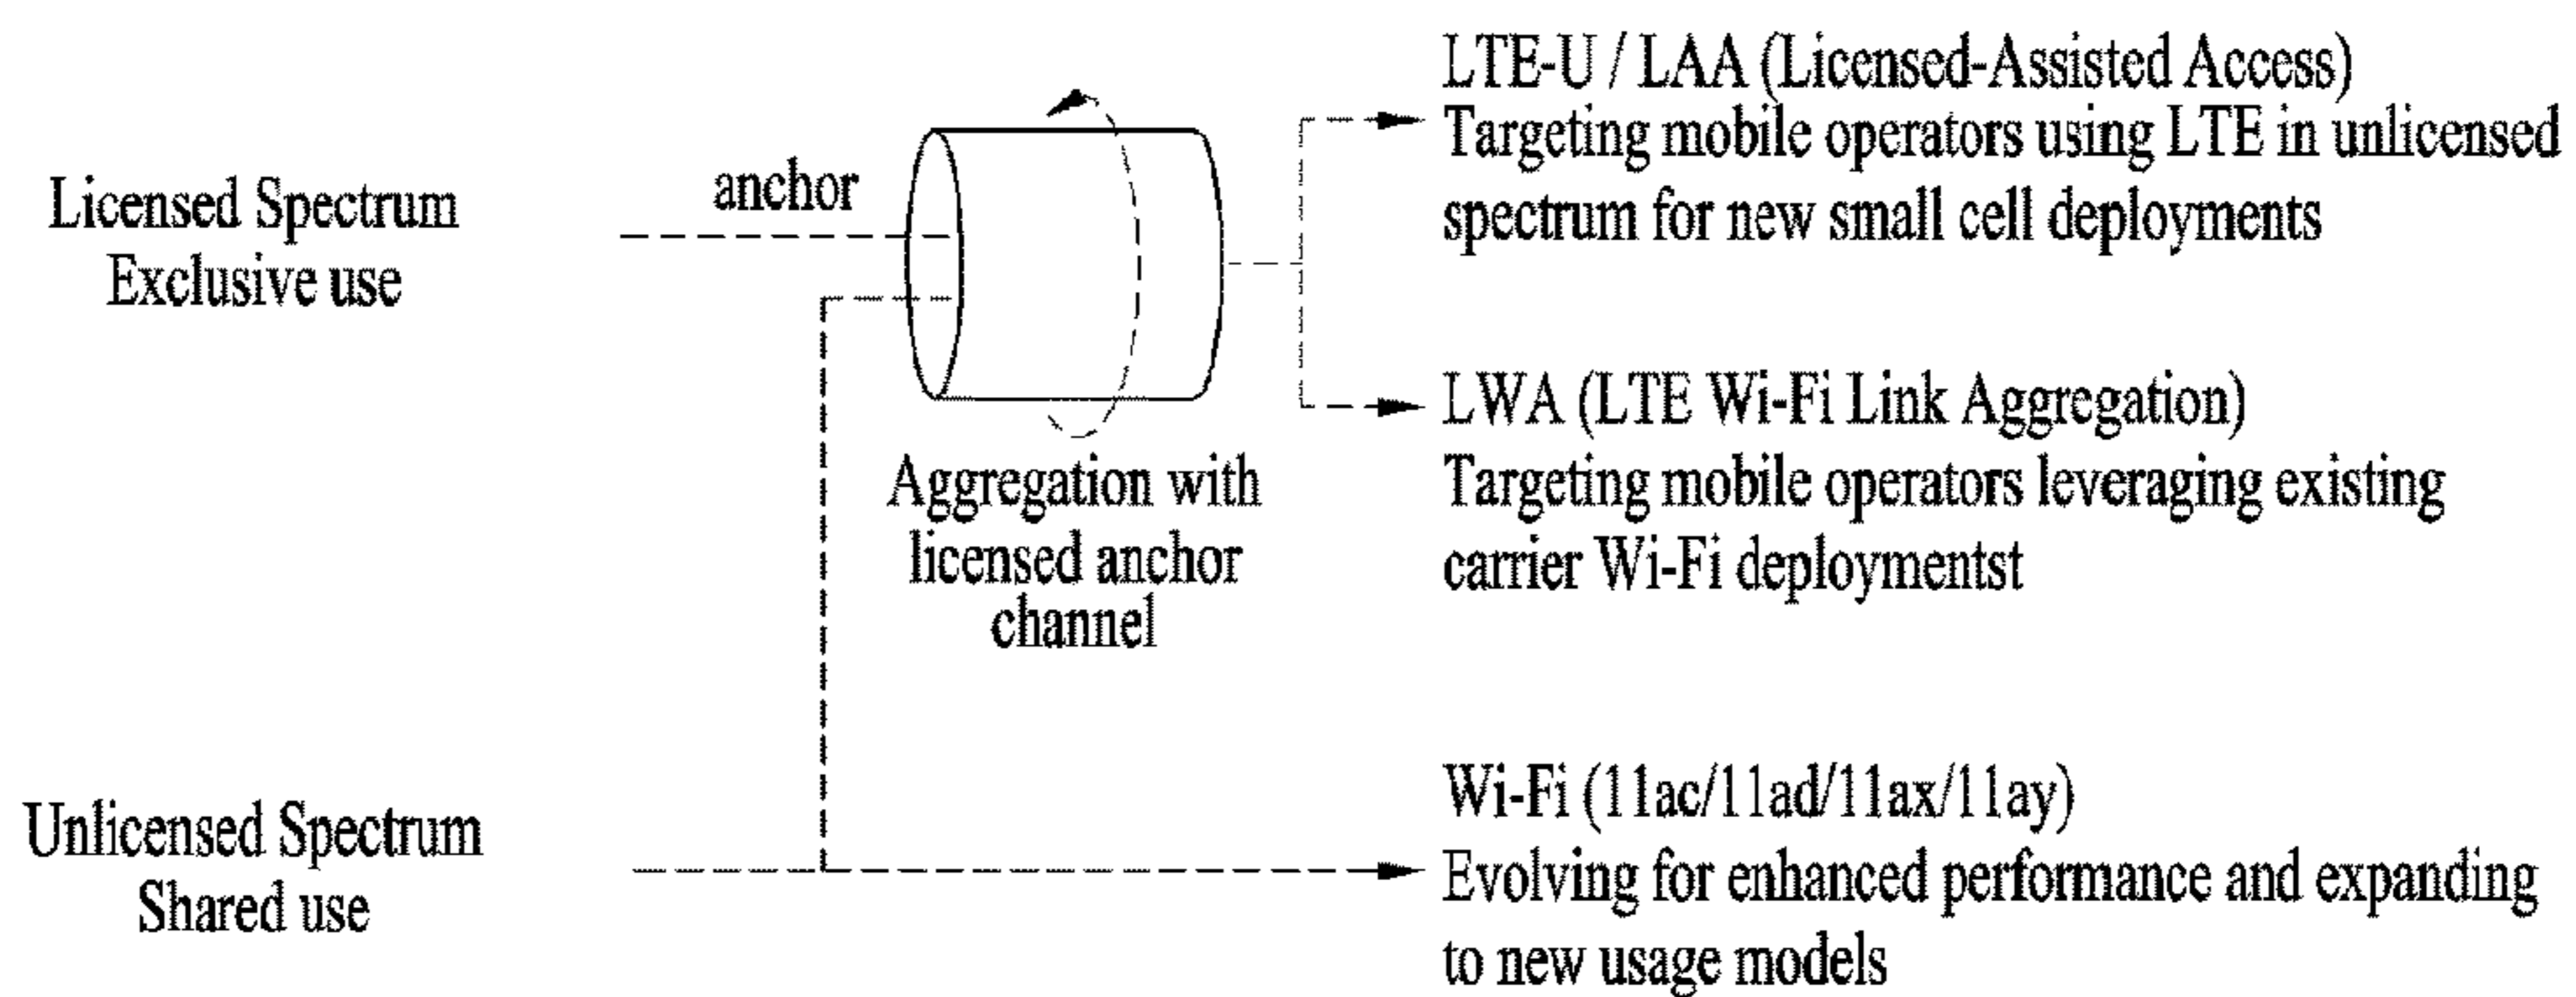 Licensed Spectrum
Exclusive use
anchor
Aggregation with
licensed anchor
channel
LTE-U / LAA (Licensed-Assisted Access)
Targeting mobile operators using LTE in unlicensed
spectrum for new small cell deployments
LWA (LTE Wi-Fi Link Aggregation)
Targeting mobile operators leveraging existing
carrier Wi-Fi deploymentst
Unlicensed Spectrum
Shared use
Wi-Fi (11ac/11ad/11ax/11ay)
Evolving for enhanced performance and expanding
to new usage models